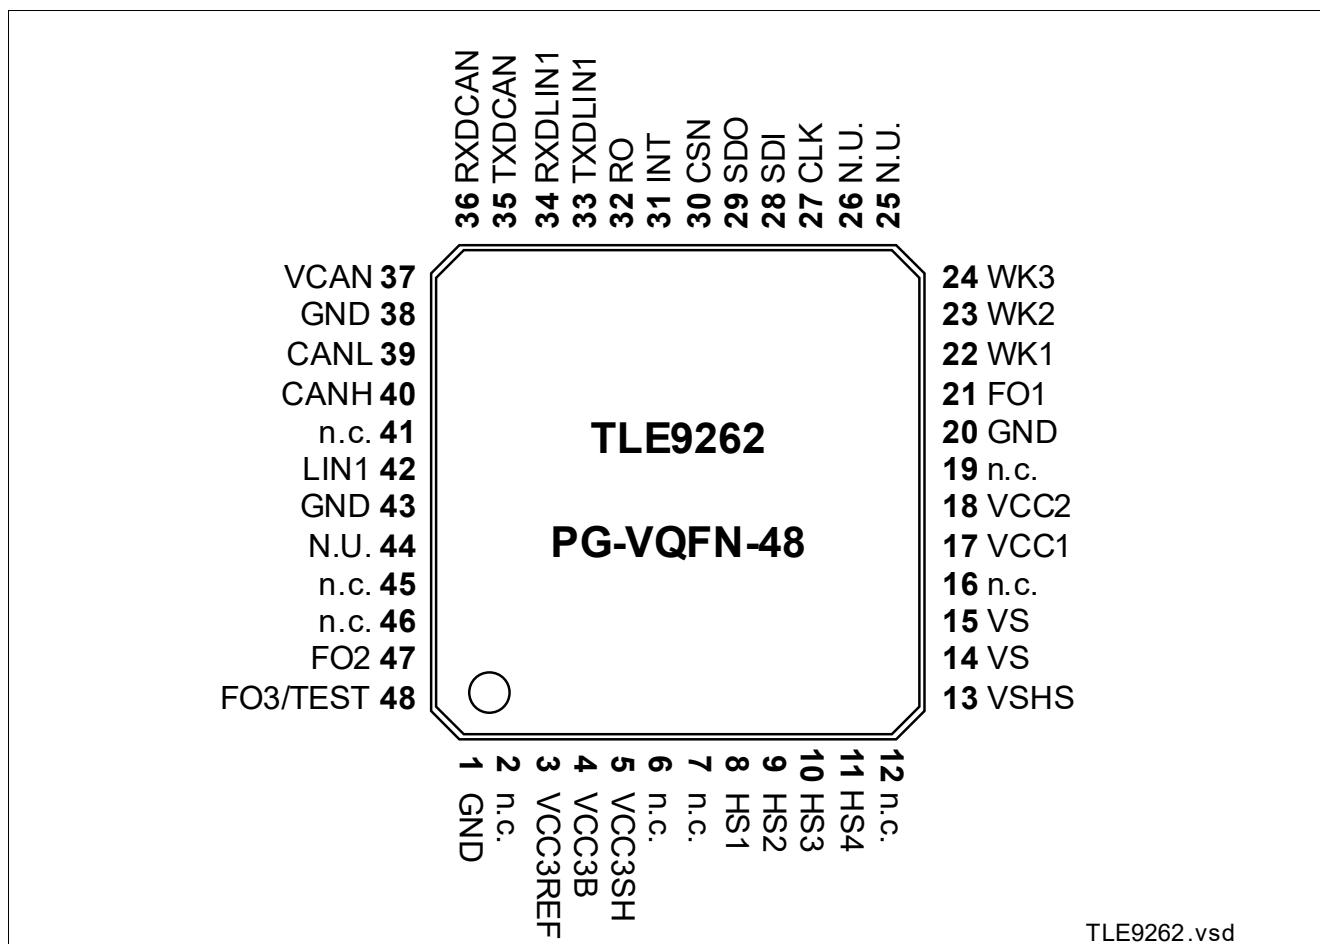 36 RXDCAN
35 TXDCAN
34 RXDLIN1
33 TXDLIN1
32 RO
31 INT
30 CSN
29 SDO
28 SDI
27 CLK
26 N.U.
25 N.U.
VCAN 37
GND 38
CANL 39
CANH 40
n.c. 41
LIN1 42
GND 43
N.U. 44
n.c. 45
n.c. 46
FO2 47
FO3/TEST 48
TLE9262
PG-VQFN-48
24 WK3
23 WK2
22 WK1
21 FO1
20 GND
19 n.c.
18 VCC2
17 VCC1
16 n.c.
15 VS
14 VS
13 VSHS
1 GND
2 n.c.
3 VCC3REF
4 VCC3B
5 VCC3SH
6 n.c.
7 n.c.
8 HS1
9 HS2
10 HS3
11 HS4
12 n.c.
TLE9262.vsd